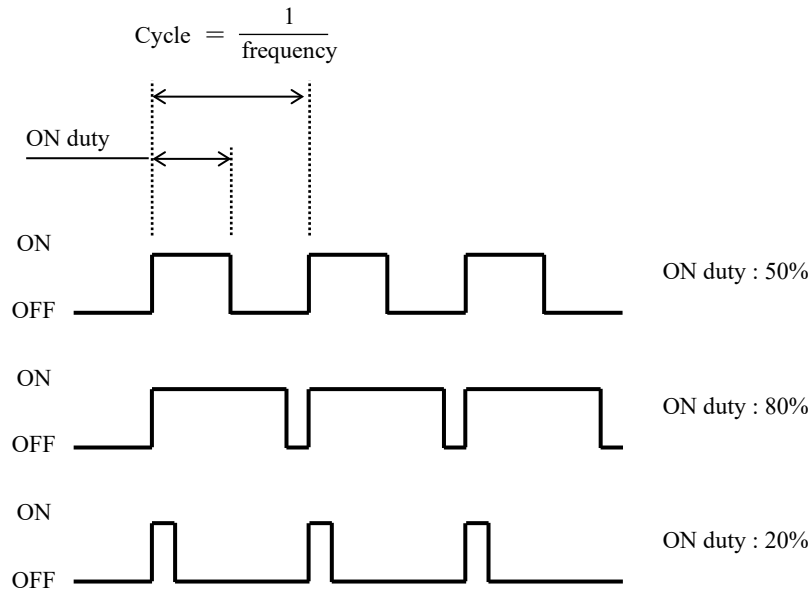 Cycle = 1
frequency
ON duty
ON
OFF
ON duty : 50%
ON
OFF
ON duty : 80%
ON
OFF
ON duty : 20%